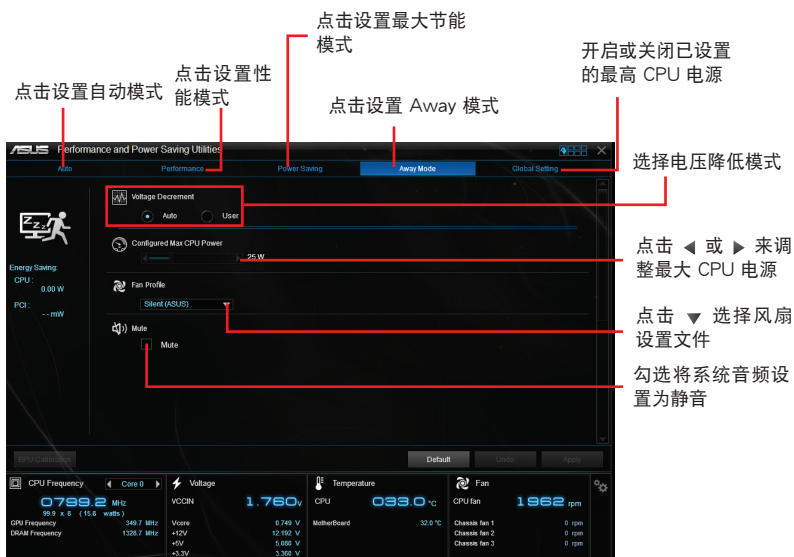 点击设置最大节能
模式
开启或关闭已设置
的最高 CPU 电源
点击设置自动模式
点击设置性
能模式
点击设置 Away 模式
选择电压降低模式
点击 ◀ 或 ▶ 来调
整最大 CPU 电源
点击 ▼ 选择风扇
设置文件
勾选将系统音频设
置为静音
ASUS Performance and Power Saving Utilities
Auto Performance Power Saving Away Mode Global Setting
Voltage Decrement
Auto User
Configured Max CPU Power
25 W
Fan Profile
Silent (ASUS)
Mute
Mute
Zzz
Energy Saving:
CPU :
0.00 W
PCI :
- - mW
EPU Calibration Default Undo Apply
CPU Frequency Core 0
0799.2 MHz
99.9 x 8 (15.6 watts)
GPU Frequency 349.7 MHz
DRAM Frequency 1328.7 MHz
Voltage
VCCIN 1.760v
Vcore 0.749 V
+12V 12.192 V
+5V 5.080 V
+3.3V 3.360 V
Temperature
CPU 033.0 °C
MotherBoard 32.0 °C
Fan
CPU fan 1962 rpm
Chassis fan 1 0 rpm
Chassis fan 2 0 rpm
Chassis fan 3 0 rpm